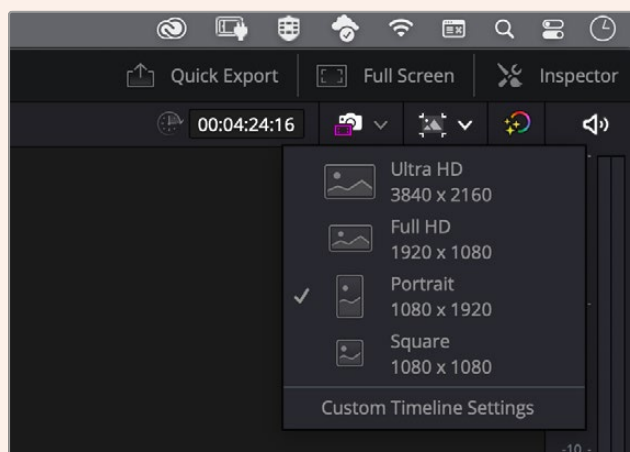 Quick Export
Full Screen
Inspector
00:04:24:16
Ultra HD
3840 x 2160
Full HD
1920 x 1080
Portrait
1080 x 1920
Square
1080 x 1080
Custom Timeline Settings
-10